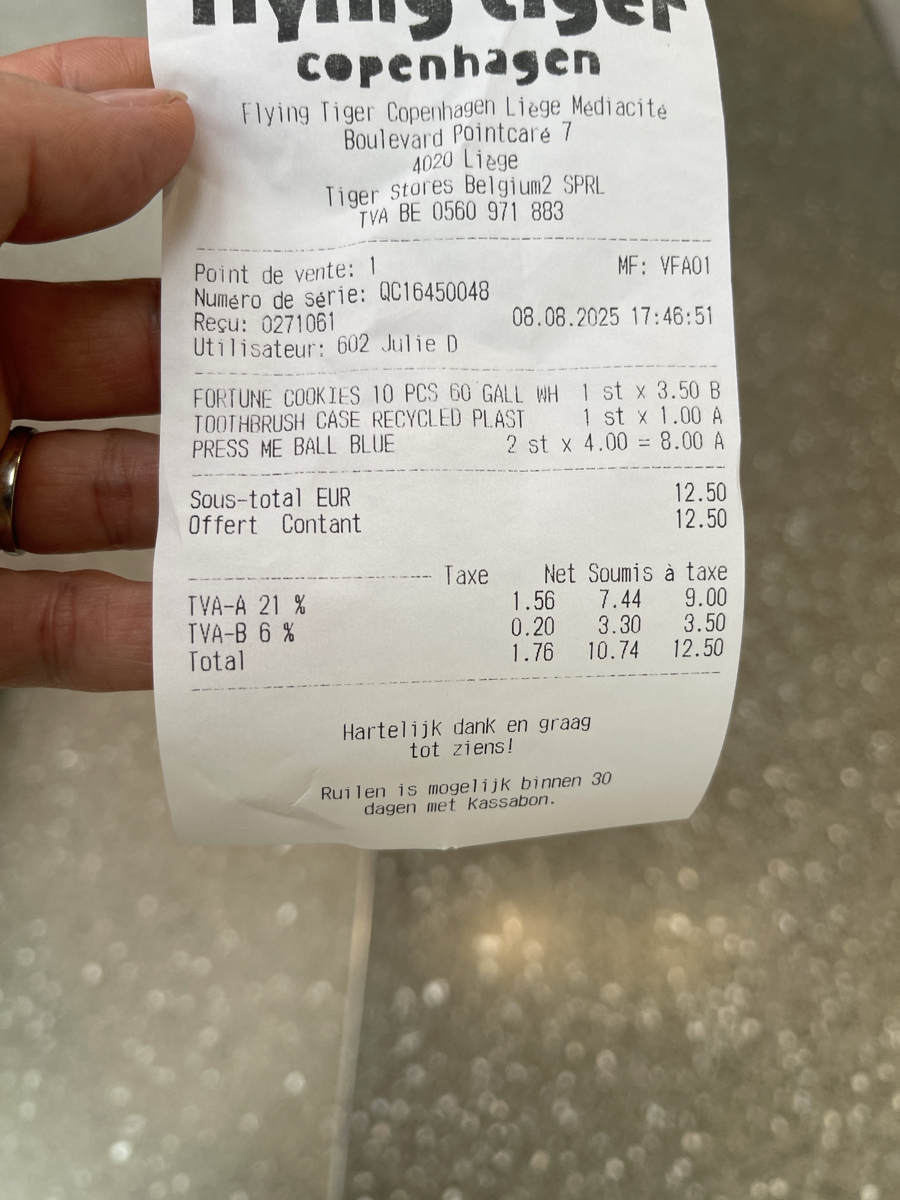 flying tiger
copenhagen
Flying Tiger Copenhagen Liège Médiacité
Boulevard Pointcaré 7
4020 Liège
Tiger Stores Belgium2 SPRL
TVA BE 0560 971 883
Point de vente: 1 MF: VFA01
Numéro de série: QC16450048
Reçu: 0271061 08.08.2025 17:46:51
Utilisateur: 602 Julie D
FORTUNE COOKIES 10 PCS 60 GALL WH 1 st x 3.50 B
TOOTHBRUSH CASE RECYCLED PLAST 1 st x 1.00 A
PRESS ME BALL BLUE 2 st x 4.00 = 8.00 A
Sous-total EUR 12.50
Offert Contant 12.50
Taxe Net Soumis à taxe
TVA-A 21 % 1.56 7.44 9.00
TVA-B 6 % 0.20 3.30 3.50
Total 1.76 10.74 12.50
Hartelijk dank en graag
tot ziens!
Ruilen is mogelijk binnen 30
dagen met Kassabon.